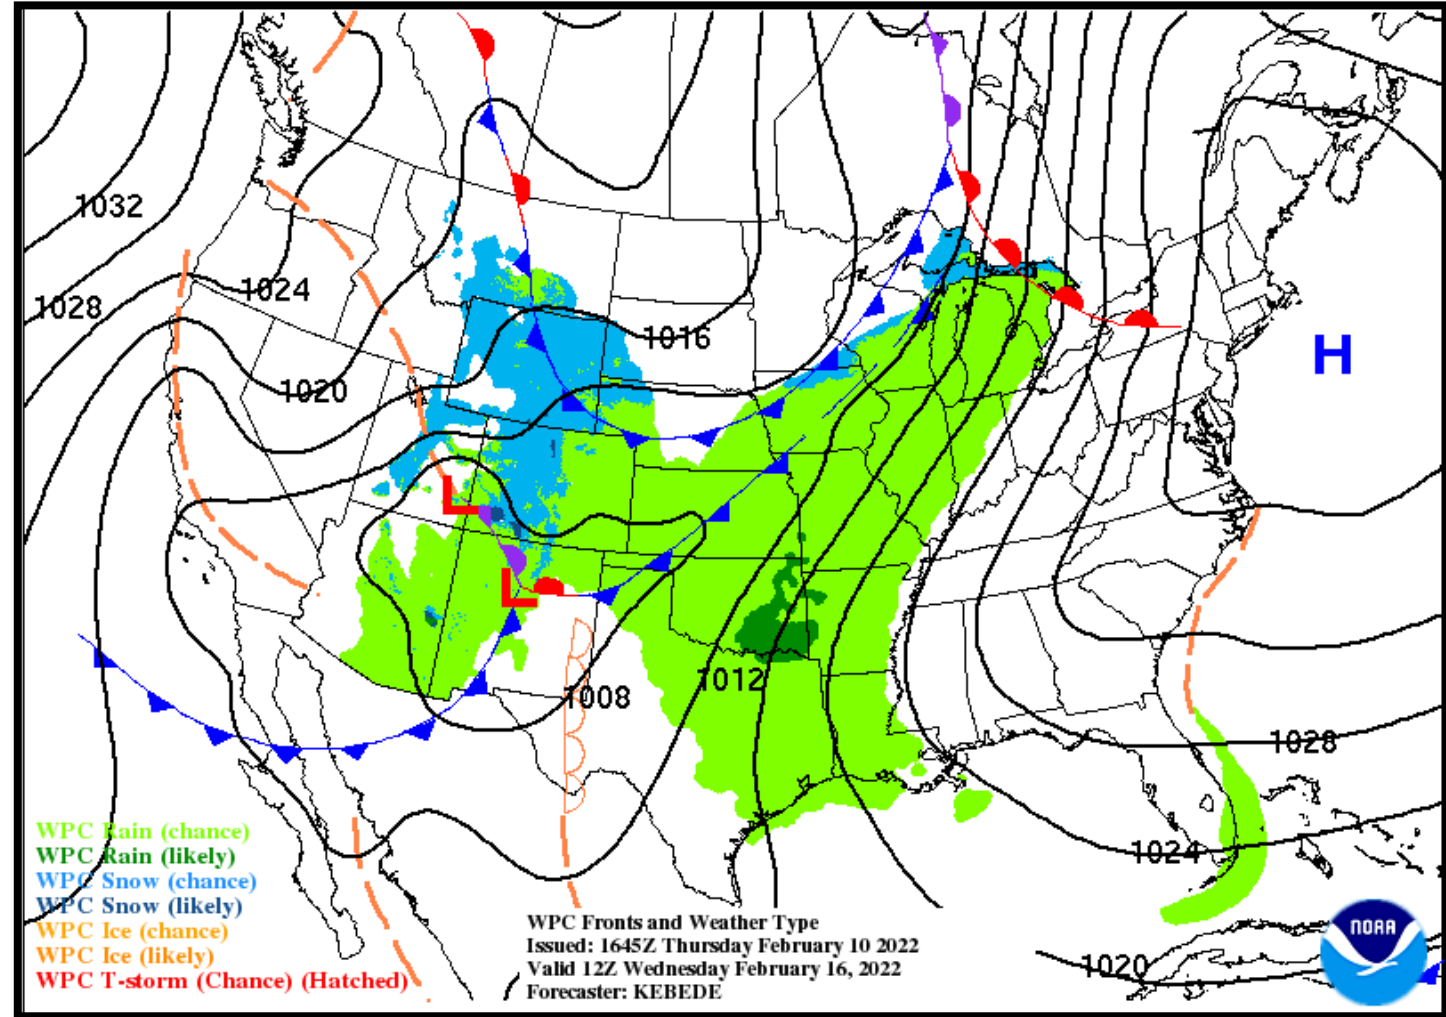 1032
1028
1024
1020
1016
H
L
L
1008
1012
1028
1024
1020
WPC Rain (chance)
WPC Rain (likely)
WPC Snow (chance)
WPC Snow (likely)
WPC Ice (chance)
WPC Ice (likely)
WPC T-storm (Chance) (Hatched)
WPC Fronts and Weather Type
Issued: 1645Z Thursday February 10 2022
Valid 12Z Wednesday February 16, 2022
Forecaster: KEBEDE
NOAA